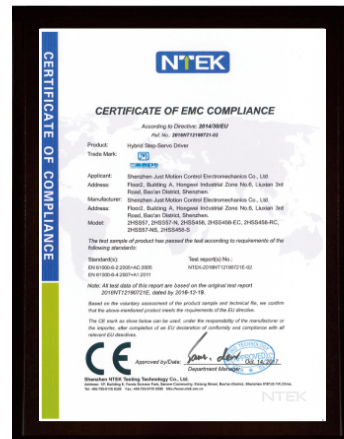 NTEK
CERTIFICATE OF COMPLIANCE
CERTIFICATE OF EMC COMPLIANCE
According to Directive: 2014/30/EU
Ref. No.: 2016NT12190721-02
Product: Hybrid Step-Servo Driver
Trade Mark:
Applicant: Shenzhen Just Motion Control Electromechanics Co., Ltd.
Address: Floor2, Building A, Hongwei Industrial Zone No.6, Liuxian 3rd
Road, Bao'an District, Shenzhen.
Manufacturer: Shenzhen Just Motion Control Electromechanics Co., Ltd.
Address: Floor2, Building A, Hongwei Industrial Zone No.6, Liuxian 3rd
Road, Bao'an District, Shenzhen.
Model: 2HSS57, 2HSS57-N, 2HSS458, 2HSS458-EC, 2HSS458-RC,
2HSS57-NS, 2HSS458-S
The test sample of product has passed the test according to requirements of the
following standards:
Standard(s): Test report(s) No.:
EN 61000-6-2:2005+AC:2005 NTEK-2016NT12190721E-02
EN 61000-6-4:2007+A1:2011
Note: All test data of this report are based on the original test report
2016NT12190721E, dated by 2016-12-19.
Based on the voluntary assessment of the product sample and technical file, we confirm
that the above-mentioned product meets the requirements of the EU directive.
The CE mark as show below can be used, under the responsibility of the manufacturer or
the importer, after completion of an EU declaration of conformity and compliance with all
relevant EU directives.
CE
Approved by/Date:
Oct. 14, 2017
Department Manager
APPROVED
Shenzhen NTEK Testing Technology Co., Ltd.
NTEK